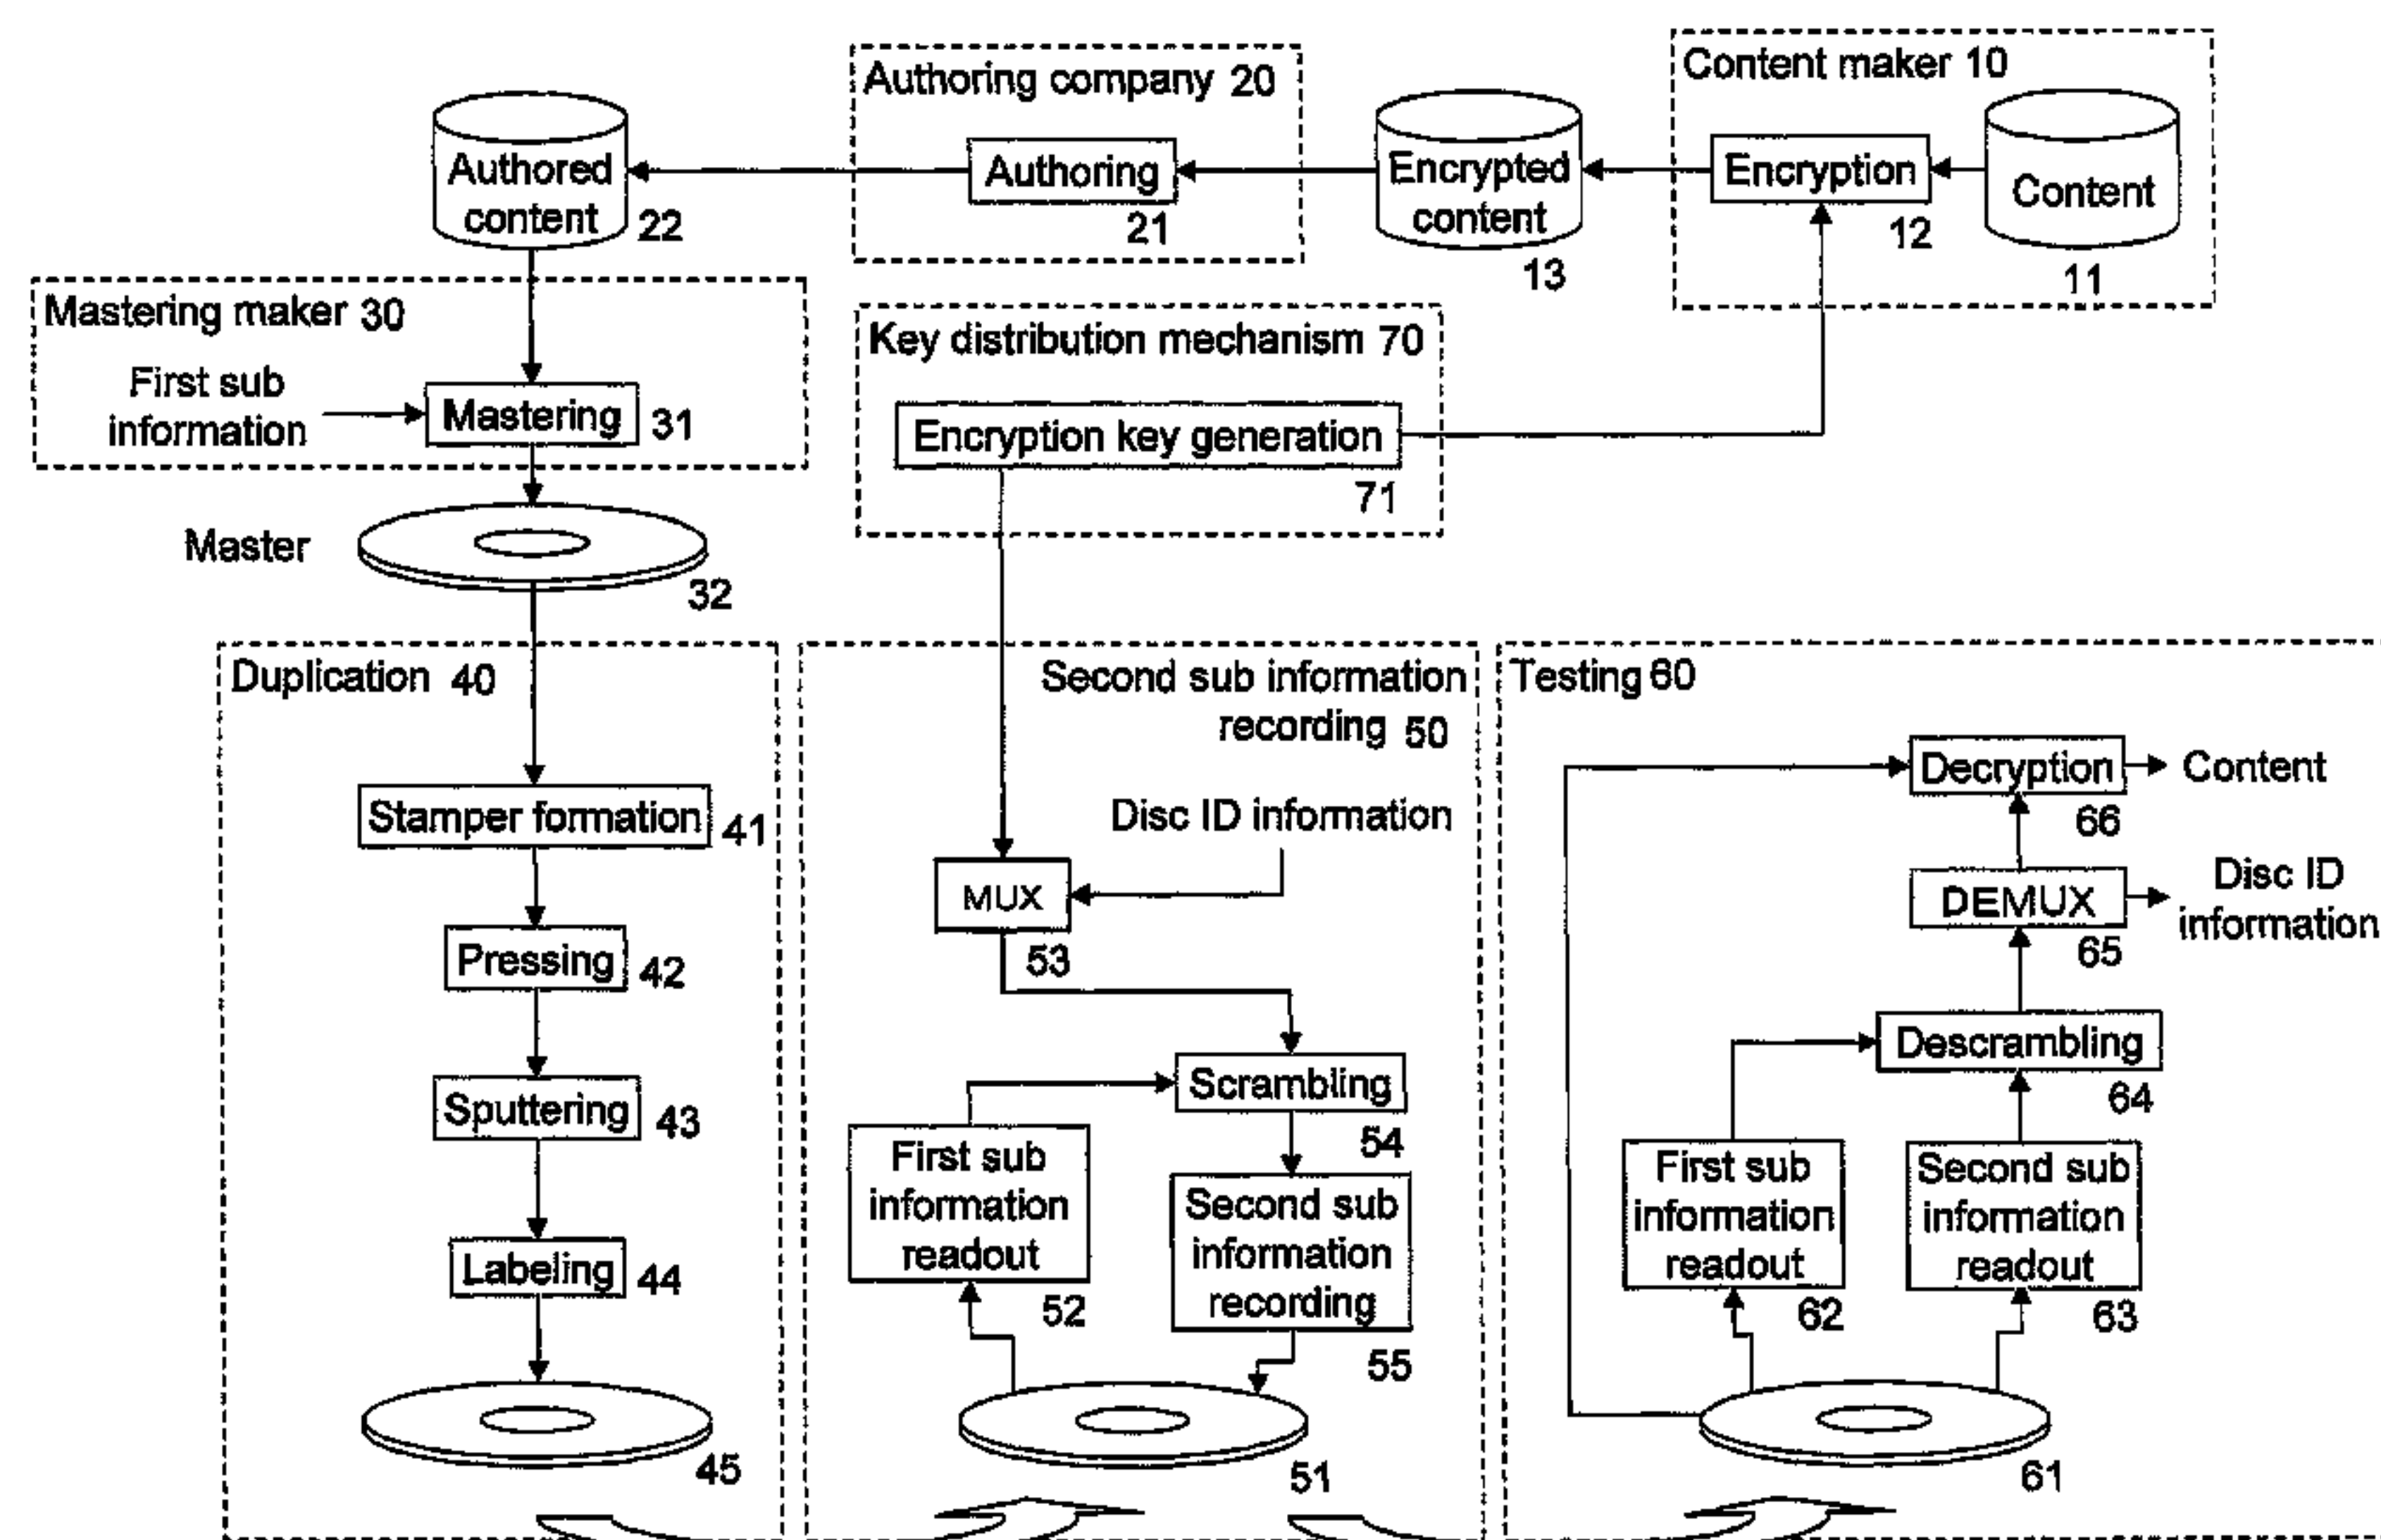 Content maker 10
Content
11
Encryption
12
Encrypted
content
13
Authoring company 20
Authoring
21
Authored
content
22
Mastering maker 30
First sub
information
Mastering
31
Master
32
Key distribution mechanism 70
Encryption key generation
71
Duplication 40
Stamper formation
41
Pressing
42
Sputtering
43
Labeling
44
45
Second sub information
recording 50
Disc ID information
MUX
53
Scrambling
54
First sub
information
readout
52
Second sub
information
recording
55
51
Testing 60
Decryption
66
Content
DEMUX
65
Disc ID
information
Descrambling
64
First sub
information
readout
62
Second sub
information
readout
63
61